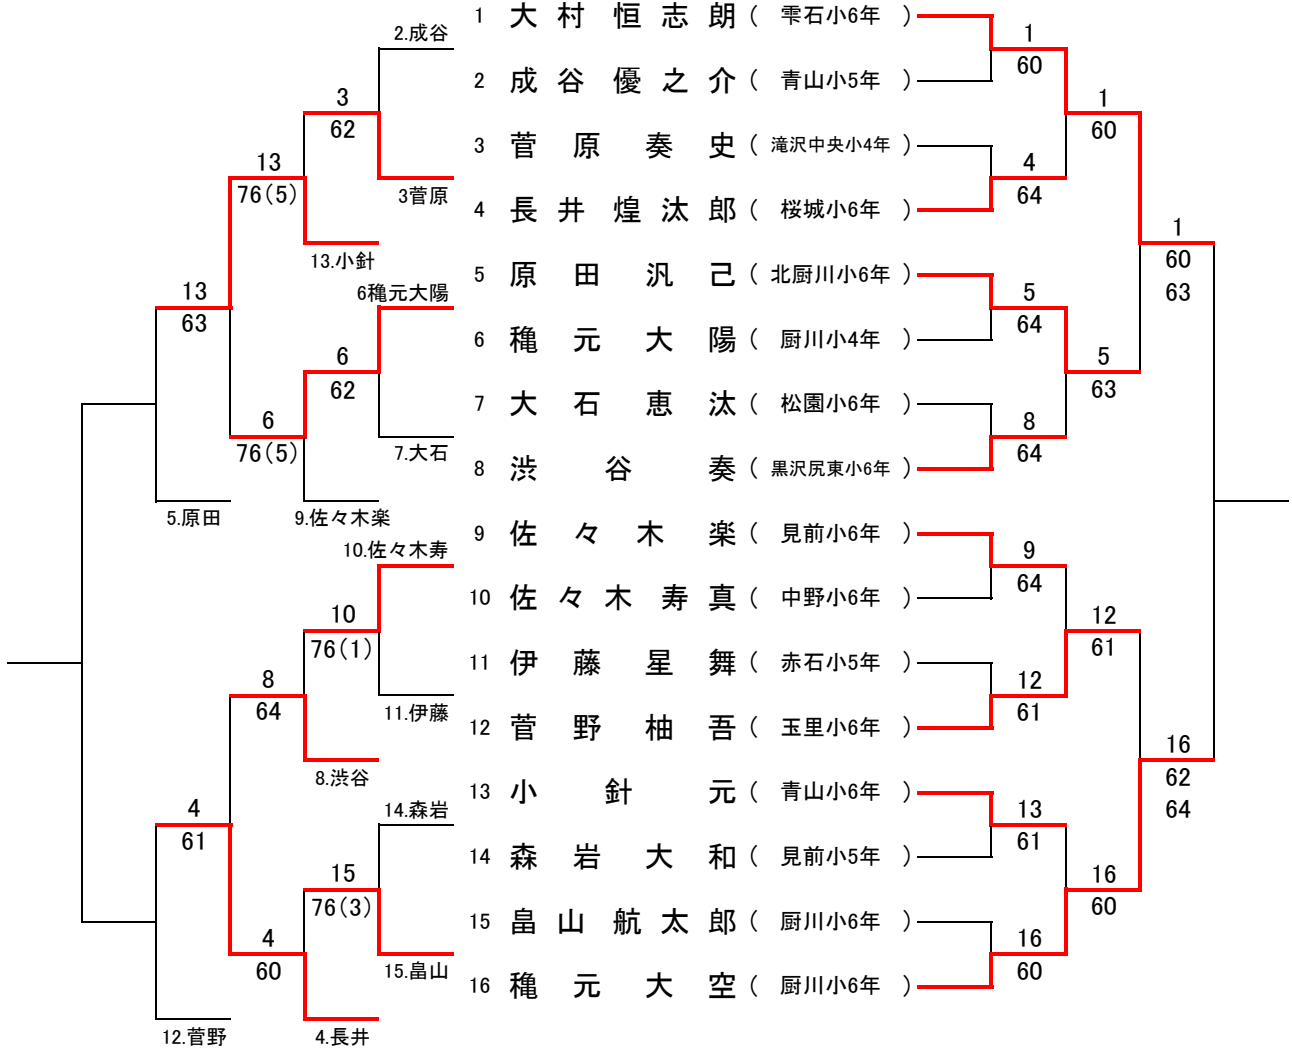 1 大村恒志朗 ( 雫石小6年 )
2 成谷優之介 ( 青山小5年 )
3 菅原奏史 ( 滝沢中央小4年 )
4 長井煌汰郎 ( 桜城小6年 )
5 原田汎己 ( 北厨川小6年 )
6 穐元大陽 ( 厨川小4年 )
7 大石恵汰 ( 松園小6年 )
8 渋谷奏 ( 黒沢尻東小6年 )
9 佐々木楽 ( 見前小6年 )
10 佐々木寿真 ( 中野小6年 )
11 伊藤星舞 ( 赤石小5年 )
12 菅野柚吾 ( 玉里小6年 )
13 小針元 ( 青山小6年 )
14 森岩大和 ( 見前小5年 )
15 畠山航太郎 ( 厨川小6年 )
16 穐元大空 ( 厨川小6年 )
2.成谷
3
62
3菅原
13
76(5)
13.小針
6穐元大陽
13
63
6
62
6
76(5)
7.大石
5.原田
9.佐々木楽
10.佐々木寿
10
76(1)
11.伊藤
8
64
8.渋谷
14.森岩
4
61
15
76(3)
15.畠山
4
60
12.菅野
4.長井
1
60
4
64
5
64
8
64
9
64
12
61
13
61
16
60
1
60
5
63
12
61
16
60
1
60
63
16
62
64